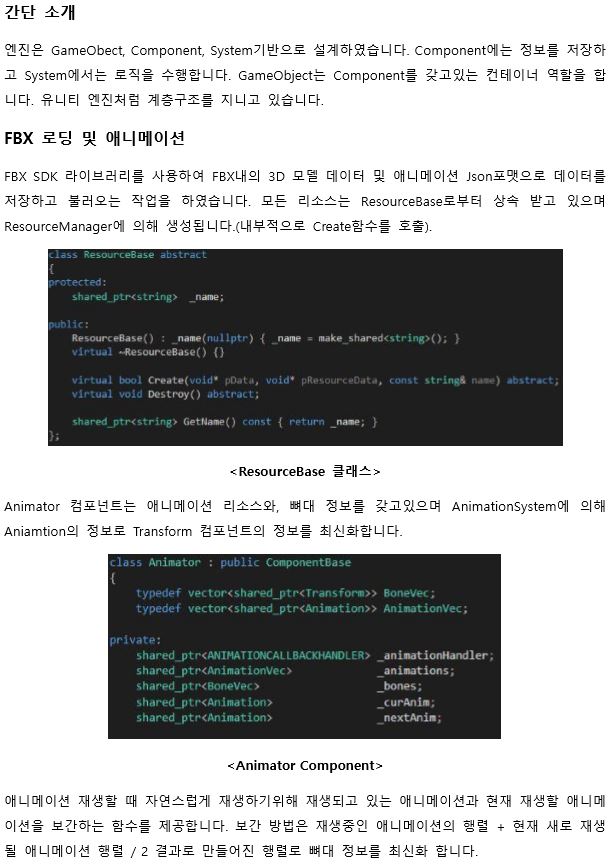 간단 소개
엔진은 GameObect, Component, System기반으로 설계하였습니다. Component에는 정보를 저장하
고 System에서는 로직을 수행합니다. GameObject는 Component를 갖고있는 컨테이너 역할을 합
니다. 유니티 엔진처럼 계층구조를 지니고 있습니다.
FBX 로딩 및 애니메이션
FBX SDK 라이브러리를 사용하여 FBX내의 3D 모델 데이터 및 애니메이션 Json포맷으로 데이터를
저장하고 불러오는 작업을 하였습니다. 모든 리소스는 ResourceBase로부터 상속 받고 있으며
ResourceManager에 의해 생성됩니다.(내부적으로 Create함수를 호출).
class ResourceBase abstract
{
protected:
shared_ptr<string> _name;
public:
ResourceBase() : _name(nullptr) { _name = make_shared<string>(); }
virtual ~ResourceBase() {}
virtual bool Create(void* pData, void* pResourceData, const string& name) abstract;
virtual void Destroy() abstract;
shared_ptr<string> GetName() const { return _name; }
};
<ResourceBase 클래스>
Animator 컴포넌트는 애니메이션 리소스와, 뼈대 정보를 갖고있으며 AnimationSystem에 의해
Aniamtion의 정보로 Transform 컴포넌트의 정보를 최신화합니다.
class Animator : public ComponentBase
{
typedef vector<shared_ptr<Transform>> BoneVec;
typedef vector<shared_ptr<Animation>> AnimationVec;
private:
shared_ptr<ANIMATIONCALLBACKHANDLER> _animationHandler;
shared_ptr<AnimationVec> _animations;
shared_ptr<BoneVec> _bones;
shared_ptr<Animation> _curAnim;
shared_ptr<Animation> _nextAnim;
<Animator Component>
애니메이션 재생할 때 자연스럽게 재생하기위해 재생되고 있는 애니메이션과 현재 재생할 애니메
이션을 보간하는 함수를 제공합니다. 보간 방법은 재생중인 애니메이션의 행렬 + 현재 새로 재생
될 애니메이션 행렬 / 2 결과로 만들어진 행렬로 뼈대 정보를 최신화 합니다.